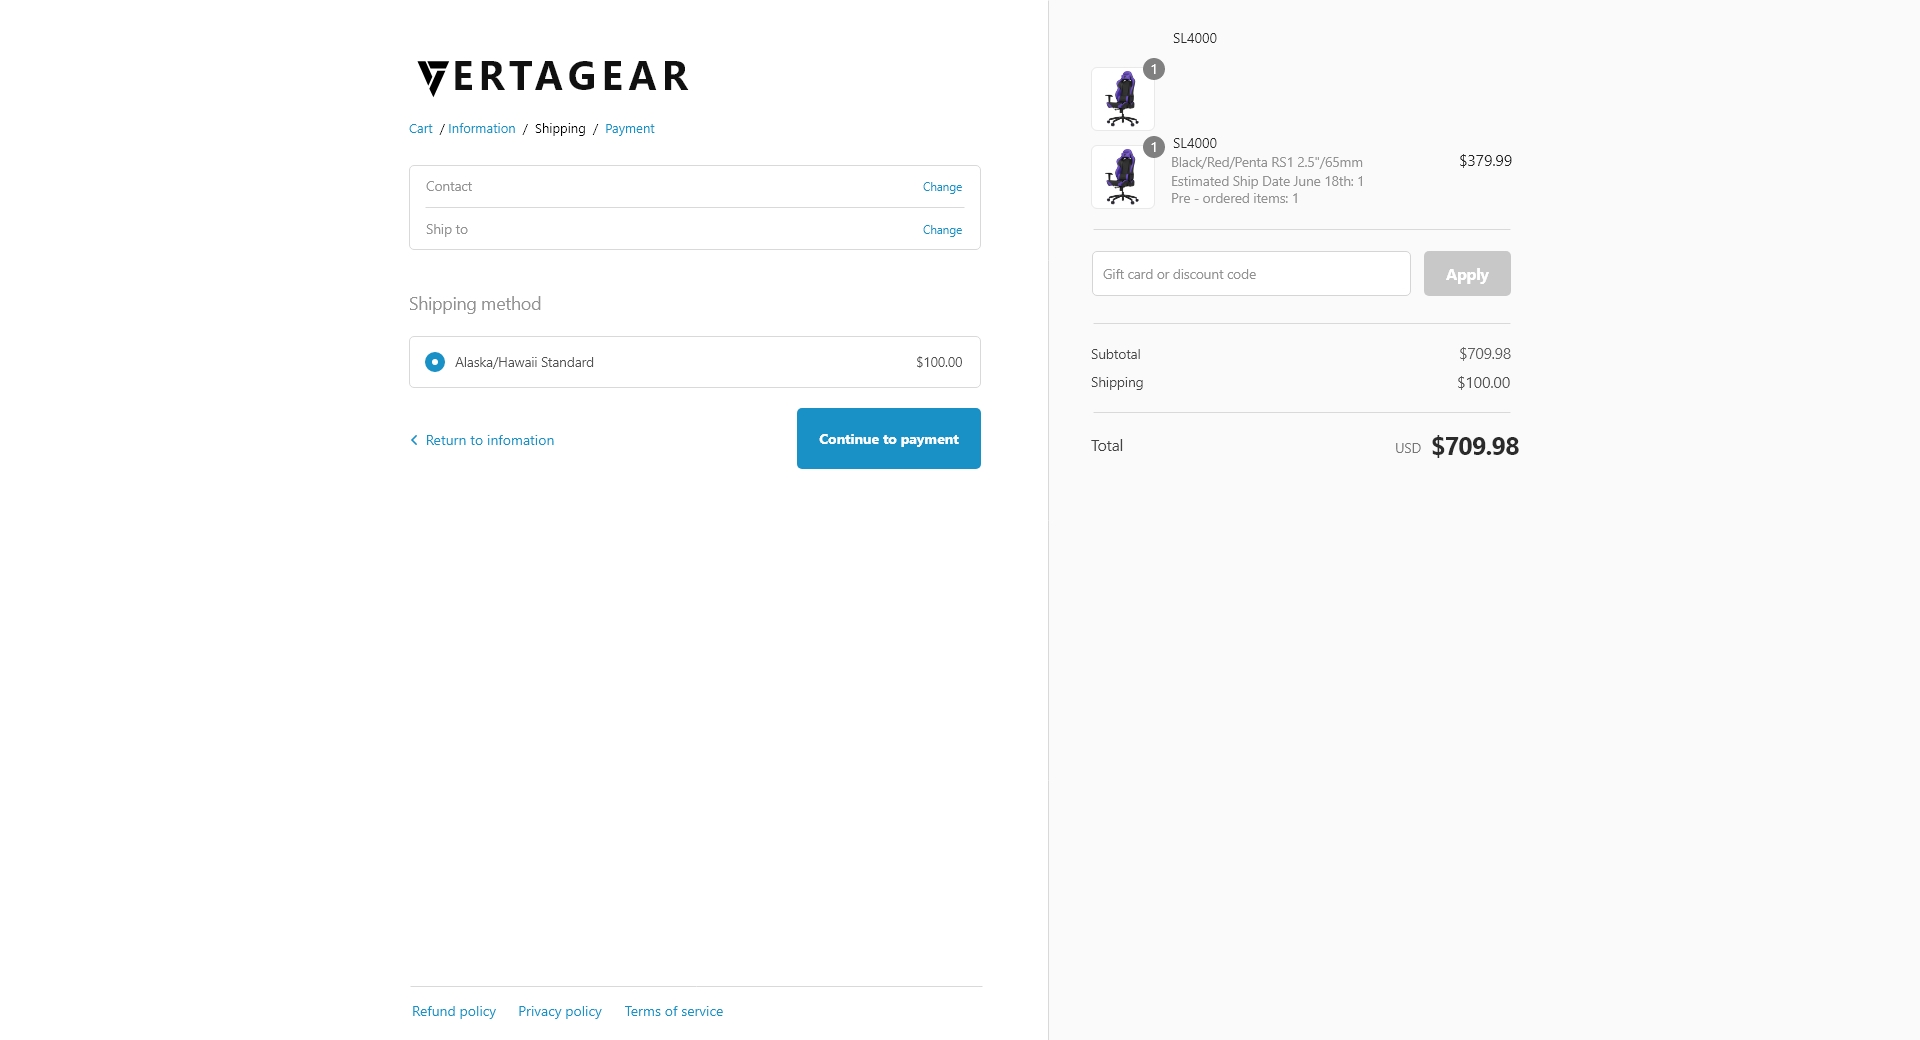 VERTAGEAR
Cart / Information / Shipping / Payment
Contact Change
Ship to Change
Shipping method
Alaska/Hawaii Standard $100.00
Return to infomation
Continue to payment
Refund policy Privacy policy Terms of service
SL4000
1
1
SL4000
Black/Red/Penta RS1 2.5"/65mm
$379.99
Estimated Ship Date June 18th: 1
Pre - ordered items: 1
Gift card or discount code Apply
Subtotal $709.98
Shipping $100.00
Total USD $709.98